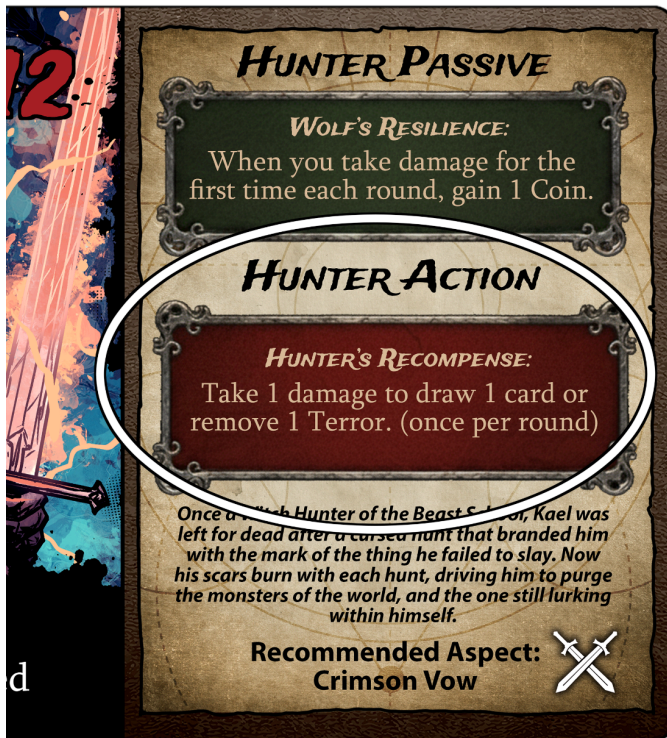 12
HUNTER PASSIVE
WOLF'S RESILIENCE:
When you take damage for the
first time each round, gain 1 Coin.
HUNTER ACTION
HUNTER'S RECOMPENSE:
Take 1 damage to draw 1 card or
remove 1 Terror. (once per round)
Once a Witch Hunter of the Beast School, Kael was
left for dead after a cursed hunt that branded him
with the mark of the thing he failed to slay. Now
his scars burn with each hunt, driving him to purge
the monsters of the world, and the one still lurking
within himself.
Recommended Aspect:
Crimson Vow
ed